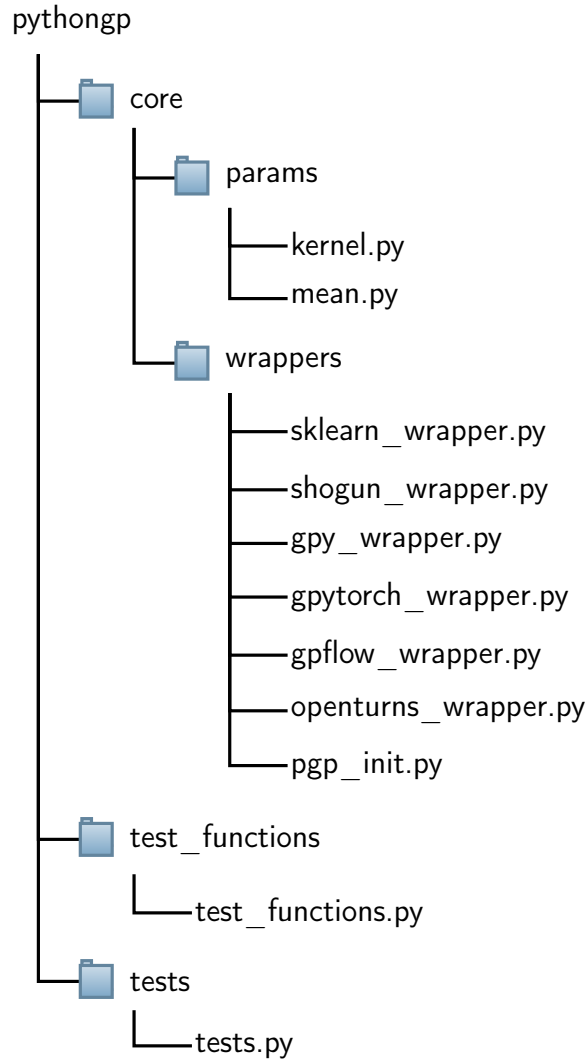 pythongp
core
params
kernel.py
mean.py
wrappers
sklearn_wrapper.py
shogun_wrapper.py
gpy_wrapper.py
gpytorch_wrapper.py
gpflow_wrapper.py
openturns_wrapper.py
pgp_init.py
test_functions
test_functions.py
tests
tests.py